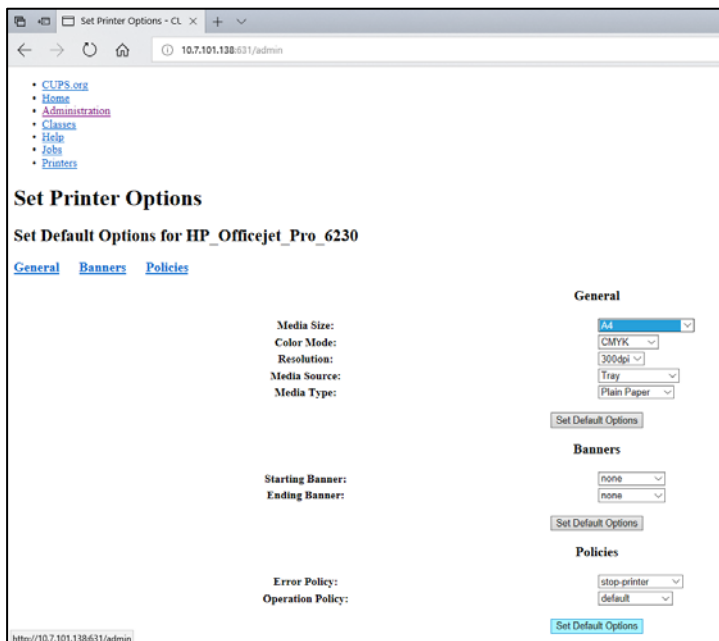 Set Printer Options - CL
10.7.101.138:631/admin
CUPS.org
Home
Administration
Classes
Help
Jobs
Printers
Set Printer Options
Set Default Options for HP_Officejet_Pro_6230
General Banners Policies
General
Media Size: A4
Color Mode: CMYK
Resolution: 300dpi
Media Source: Tray
Media Type: Plain Paper
Set Default Options
Banners
Starting Banner: none
Ending Banner: none
Set Default Options
Policies
Error Policy: stop-printer
Operation Policy: default
Set Default Options
http://10.7.101.138:631/admin